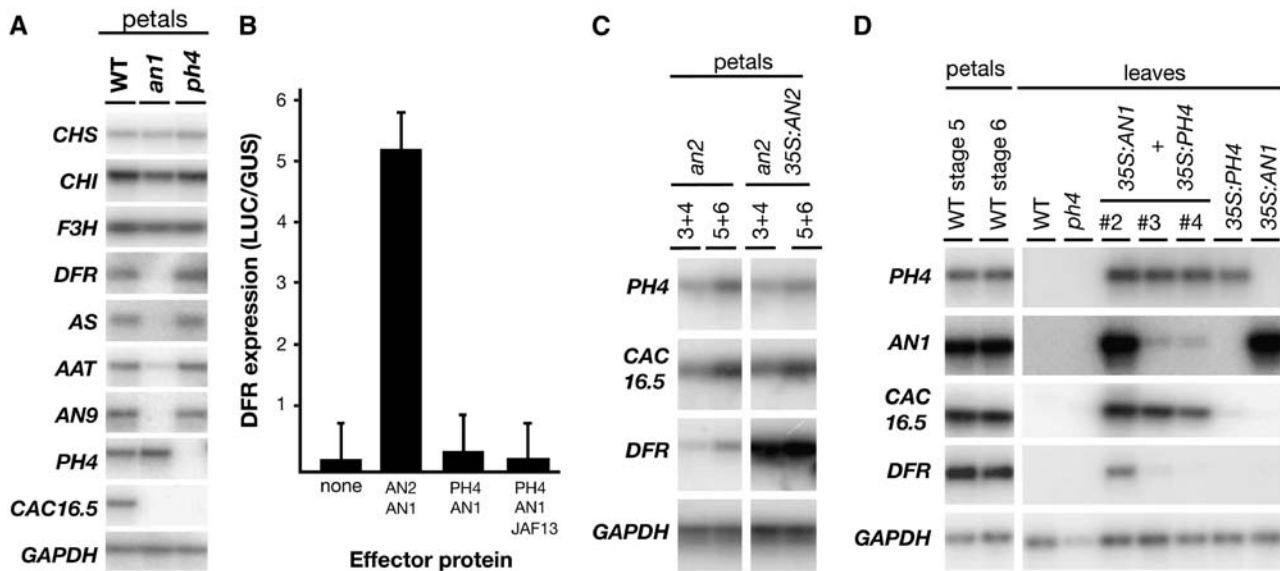 A
petals
WT
an1
ph4
CHS
CHI
F3H
DFR
AS
AAT
AN9
PH4
CAC16.5
GAPDH
B
DFR expression (LUC/GUS)
6
5
4
3
2
1
none
AN2
AN1
PH4
AN1
PH4
AN1
JAF13
Effector protein
C
petals
an2
an2
35S:AN2
3+4
5+6
3+4
5+6
PH4
CAC
16.5
DFR
GAPDH
D
petals
leaves
WT stage 5
WT stage 6
WT
ph4
35S:AN1
+
35S:PH4
#2
#3
#4
35S:PH4
35S:AN1
PH4
AN1
CAC
16.5
DFR
GAPDH